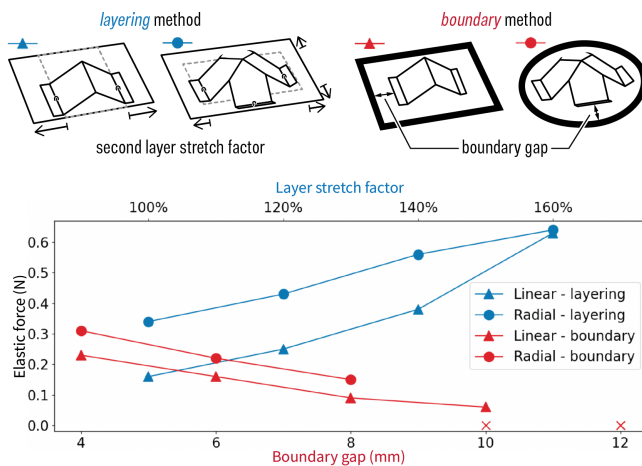 layering method
boundary method
second layer stretch factor
boundary gap
Layer stretch factor
100% 120% 140% 160%
Elastic force (N)
0.6
0.5
0.4
0.3
0.2
0.1
0.0
Linear - layering
Radial - layering
Linear - boundary
Radial - boundary
4 6 8 10 12
Boundary gap (mm)